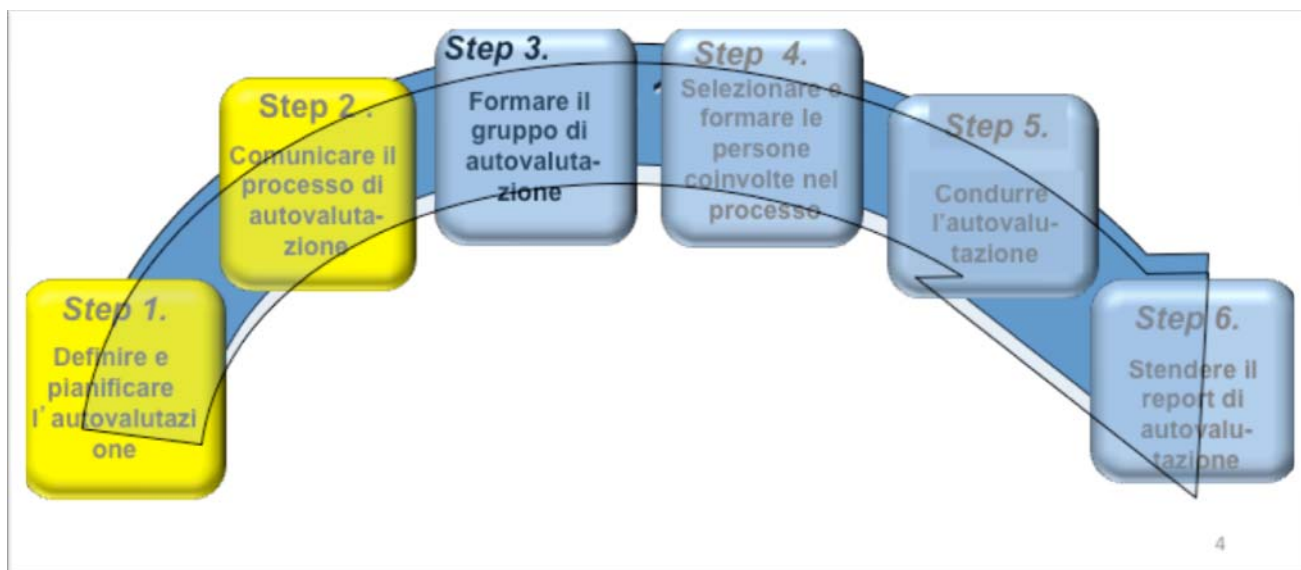 Step 1.
Definire e
pianificare
l'autovalutazi
one
Step 2.
Comunicare il
processo di
autovaluta-
zione
Step 3.
Formare il
gruppo di
autovaluta-
zione
Step 4.
Selezionare e
formare le
persone
coinvolte nel
processo
Step 5.
Condurre
l'autovalu-
tazione
Step 6.
Stendere il
report di
autovalu-
tazione
4